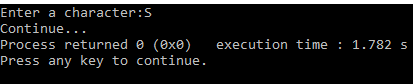 Enter a character:S
Continue...
Process returned 0 (0x0)   execution time : 1.782 s
Press any key to continue.